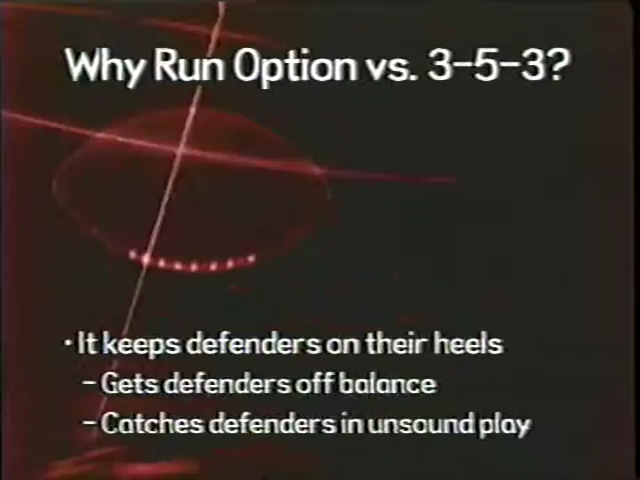 Why Run Option vs. 3-5-3?
• It keeps defenders on their heels
– Gets defenders off balance
– Catches defenders in unsound play